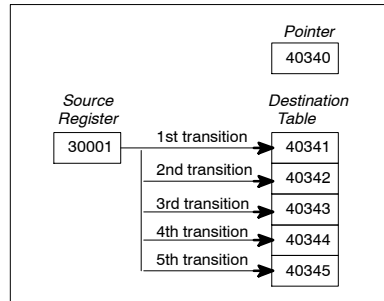 Pointer
40340
Source
Register
Destination
Table
30001
1st transition
40341
2nd transition
40342
3rd transition
40343
4th transition
40344
5th transition
40345